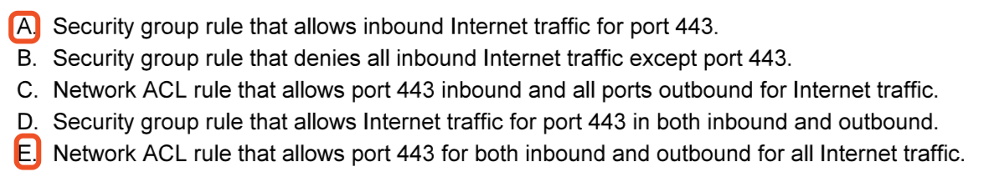 A. Security group rule that allows inbound Internet traffic for port 443.
B. Security group rule that denies all inbound Internet traffic except port 443.
C. Network ACL rule that allows port 443 inbound and all ports outbound for Internet traffic.
D. Security group rule that allows Internet traffic for port 443 in both inbound and outbound.
E. Network ACL rule that allows port 443 for both inbound and outbound for all Internet traffic.